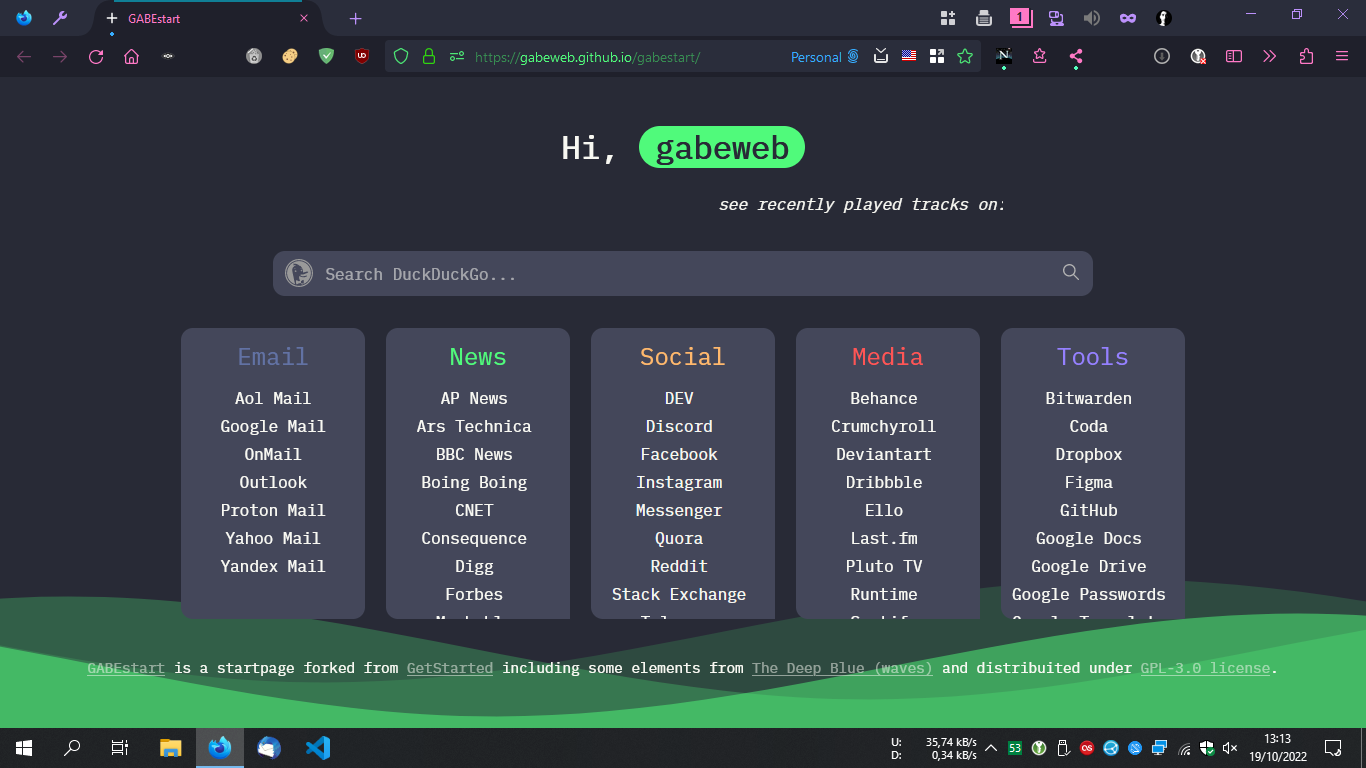 GABEstart
1
https://gabeweb.github.io/gabestart/
Personal
Hi, gabeweb
see recently played tracks on:
Search DuckDuckGo...
Email
Aol Mail
Google Mail
OnMail
Outlook
Proton Mail
Yahoo Mail
Yandex Mail
News
AP News
Ars Technica
BBC News
Boing Boing
CNET
Consequence
Digg
Forbes
Social
DEV
Discord
Facebook
Instagram
Messenger
Quora
Reddit
Stack Exchange
Media
Behance
Crumchyroll
Deviantart
Dribbble
Ello
Last.fm
Pluto TV
Runtime
Tools
Bitwarden
Coda
Dropbox
Figma
GitHub
Google Docs
Google Drive
Google Passwords
GABEstart is a startpage forked from GetStarted including some elements from The Deep Blue (waves) and distribuited under GPL-3.0 license.
U: 35,74 kB/s
D: 0,34 kB/s
53
13:13
19/10/2022